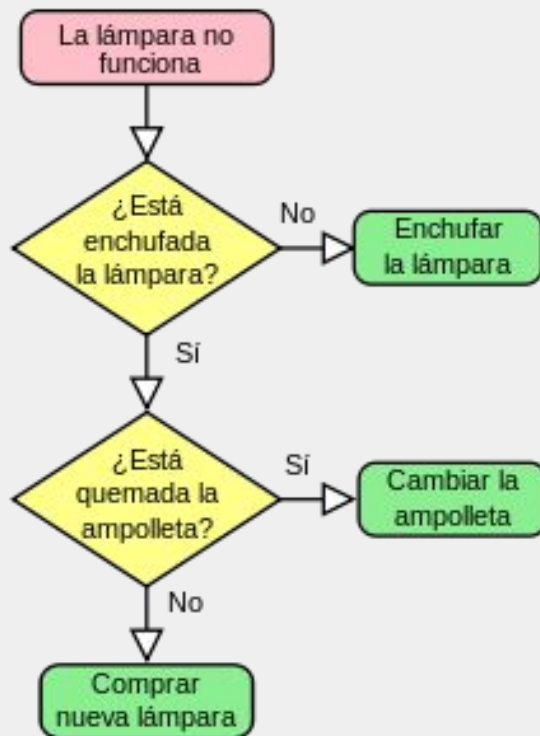 La lámpara no
funciona
¿Está
enchufada
la lámpara?
No
Enchufar
la lámpara
Sí
¿Está
quemada la
ampolleta?
Sí
Cambiar la
ampolleta
No
Comprar
nueva lámpara